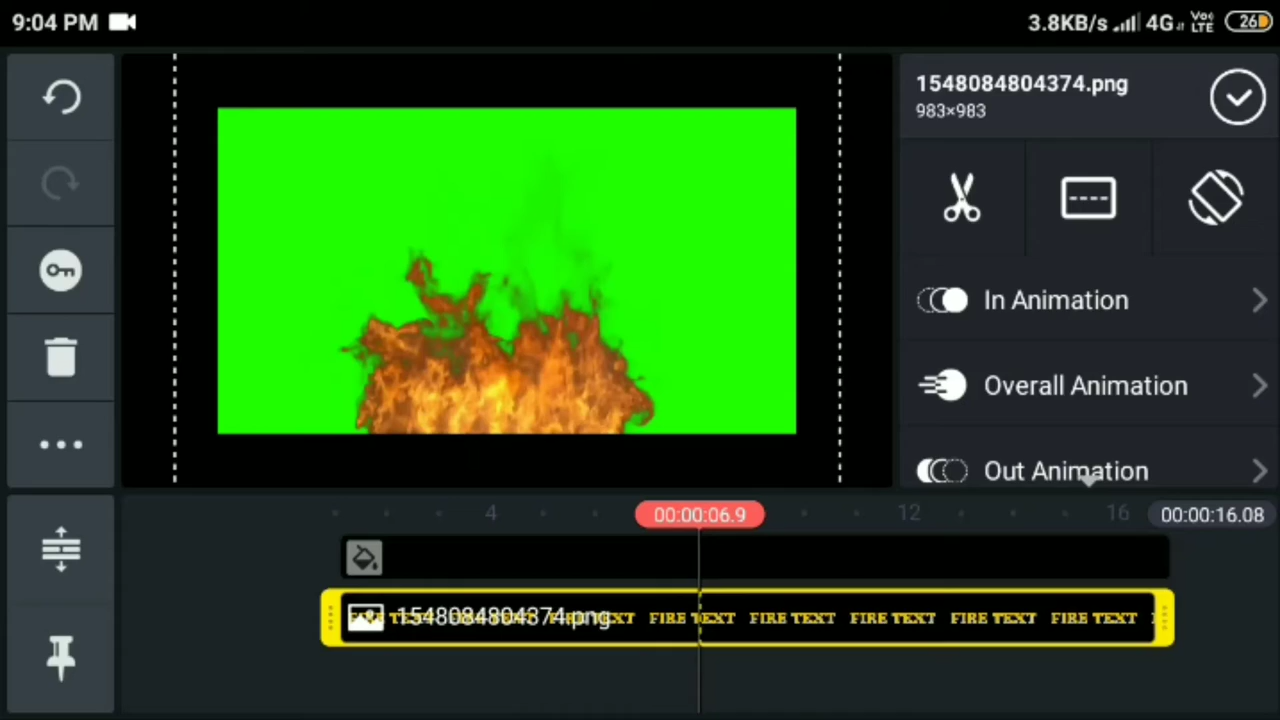 9:04 PM
3.8KB/s 4G Vo) LTE 26
1548084804374.png
983×983
In Animation
Overall Animation
Out Animation
4 00:00:06.9 12 16 00:00:16.08
1548084804374.png FIRE TEXT FIRE TEXT FIRE TEXT FIRE TEXT FIRE TEXT